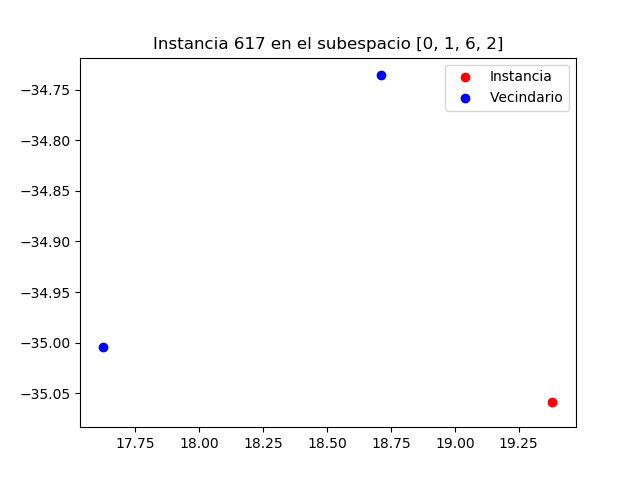 Instancia 617 en el subespacio [0, 1, 6, 2]
Instancia
Vecindario
−34.75
−34.80
−34.85
−34.90
−34.95
−35.00
−35.05
17.75 18.00 18.25 18.50 18.75 19.00 19.25